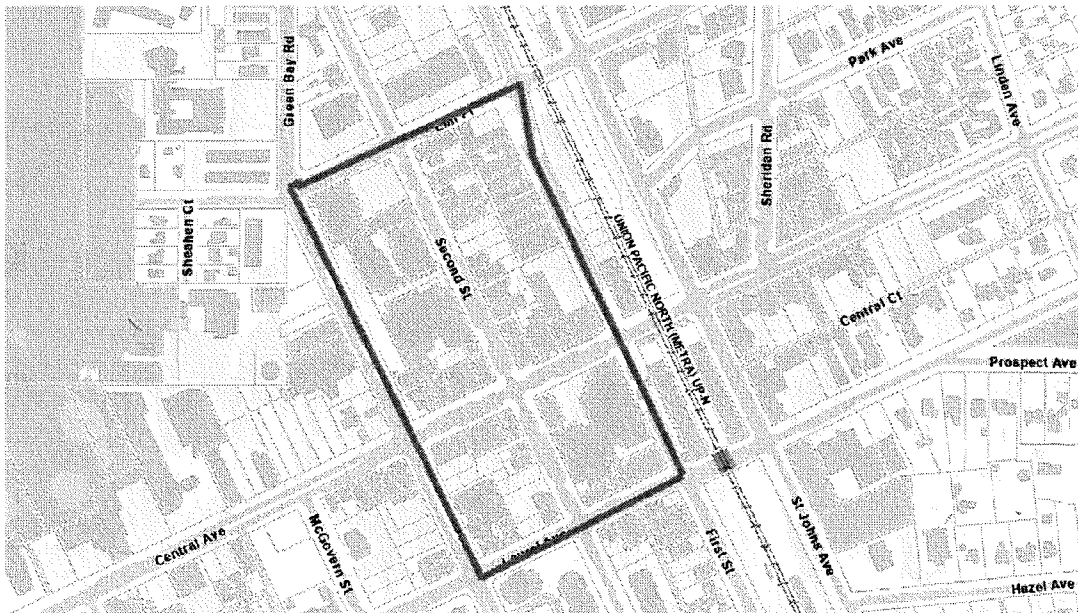 Green Bay Rd
Park Ave
Linden Ave
Sheridan Rd
Sheahen Ct
Second St
UNION PACIFIC NORTH (METRA) UP-N
Central Ct
Prospect Ave
Central Ave
McGovern St
First St
St Johns Ave
Hazel Ave